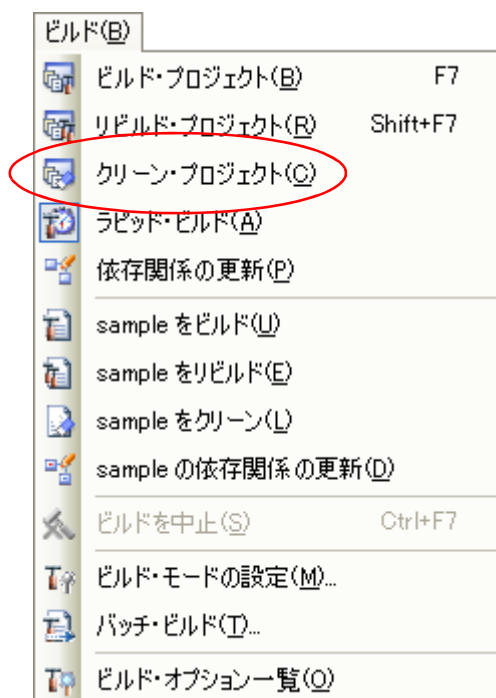 ビルド(B)
ビルド・プロジェクト(B) F7
リビルド・プロジェクト(R) Shift+F7
クリーン・プロジェクト(C)
ラピッド・ビルド(A)
依存関係の更新(P)
sample をビルド(U)
sample をリビルド(E)
sample をクリーン(L)
sample の依存関係の更新(D)
ビルドを中止(S) Ctrl+F7
ビルド・モードの設定(M)...
バッチ・ビルド(T)...
ビルド・オプション一覧(O)